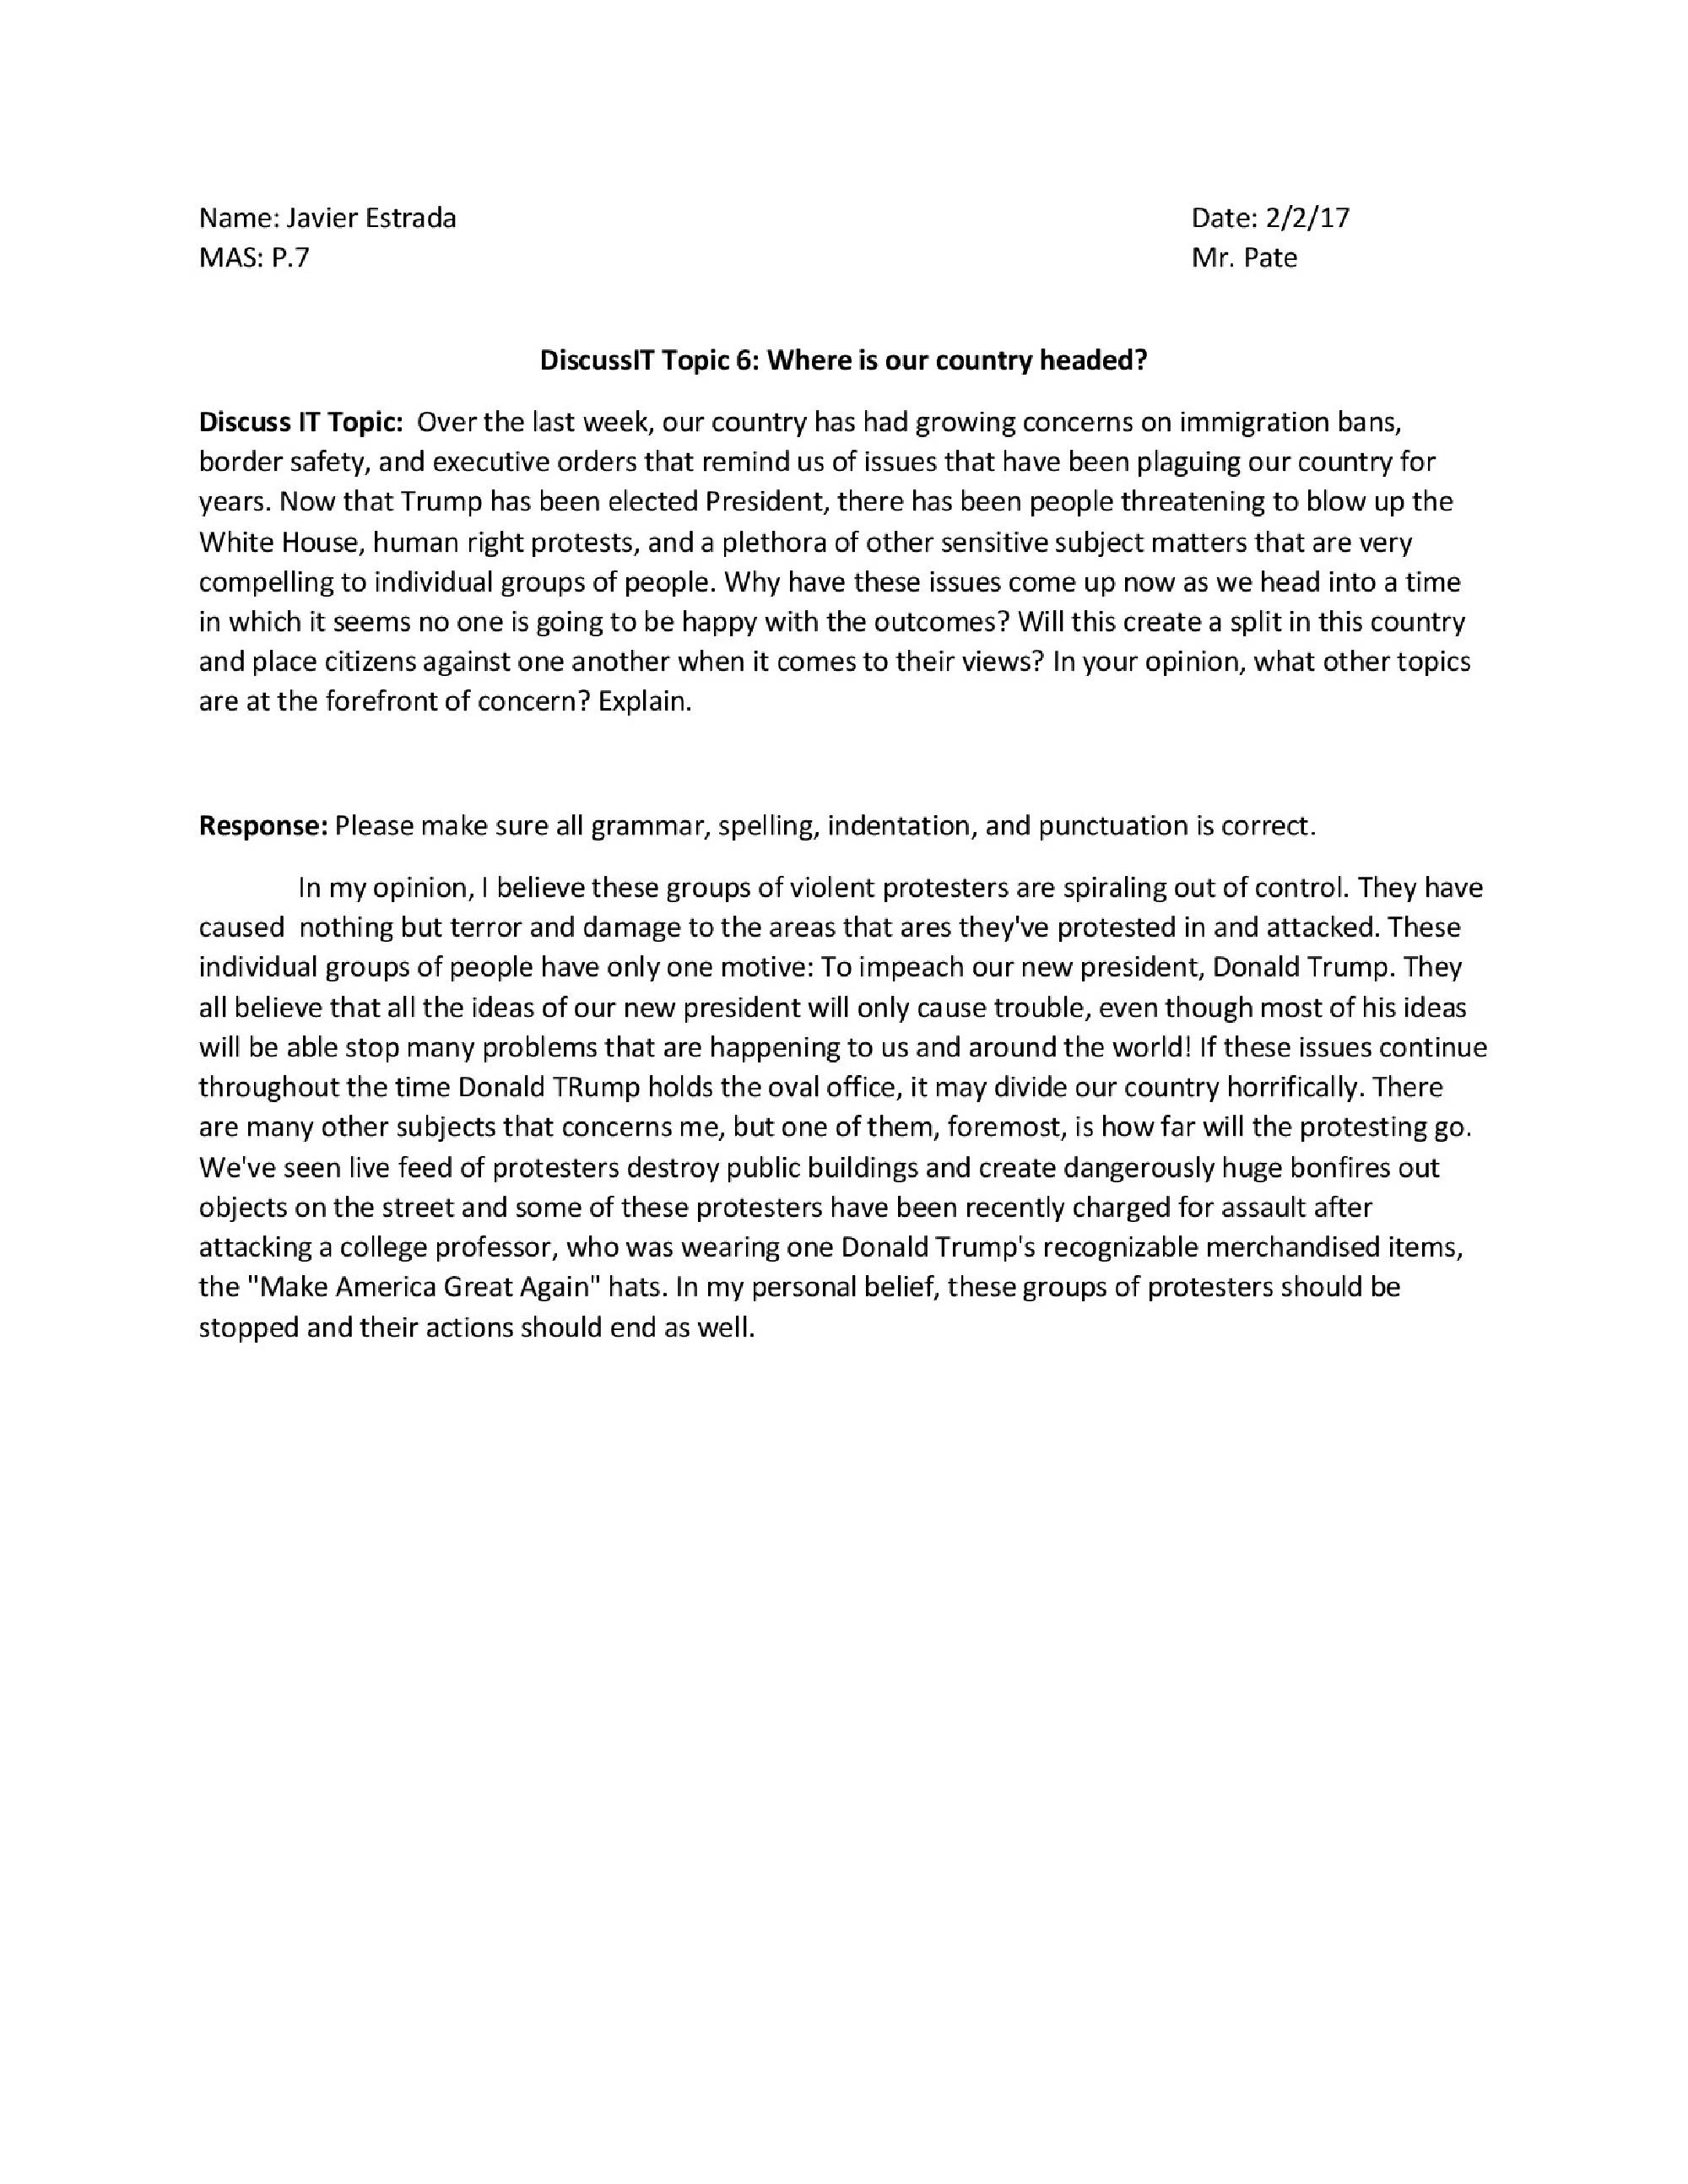 Name: Javier Estrada Date: 2/2/17
MAS: P.7 Mr. Pate
DiscussIT Topic 6: Where is our country headed?
Discuss IT Topic:  Over the last week, our country has had growing concerns on immigration bans,
border safety, and executive orders that remind us of issues that have been plaguing our country for
years. Now that Trump has been elected President, there has been people threatening to blow up the
White House, human right protests, and a plethora of other sensitive subject matters that are very
compelling to individual groups of people. Why have these issues come up now as we head into a time
in which it seems no one is going to be happy with the outcomes? Will this create a split in this country
and place citizens against one another when it comes to their views? In your opinion, what other topics
are at the forefront of concern? Explain.
Response: Please make sure all grammar, spelling, indentation, and punctuation is correct.
In my opinion, I believe these groups of violent protesters are spiraling out of control. They have
caused  nothing but terror and damage to the areas that ares they've protested in and attacked. These
individual groups of people have only one motive: To impeach our new president, Donald Trump. They
all believe that all the ideas of our new president will only cause trouble, even though most of his ideas
will be able stop many problems that are happening to us and around the world! If these issues continue
throughout the time Donald TRump holds the oval office, it may divide our country horrifically. There
are many other subjects that concerns me, but one of them, foremost, is how far will the protesting go.
We've seen live feed of protesters destroy public buildings and create dangerously huge bonfires out
objects on the street and some of these protesters have been recently charged for assault after
attacking a college professor, who was wearing one Donald Trump's recognizable merchandised items,
the "Make America Great Again" hats. In my personal belief, these groups of protesters should be
stopped and their actions should end as well.